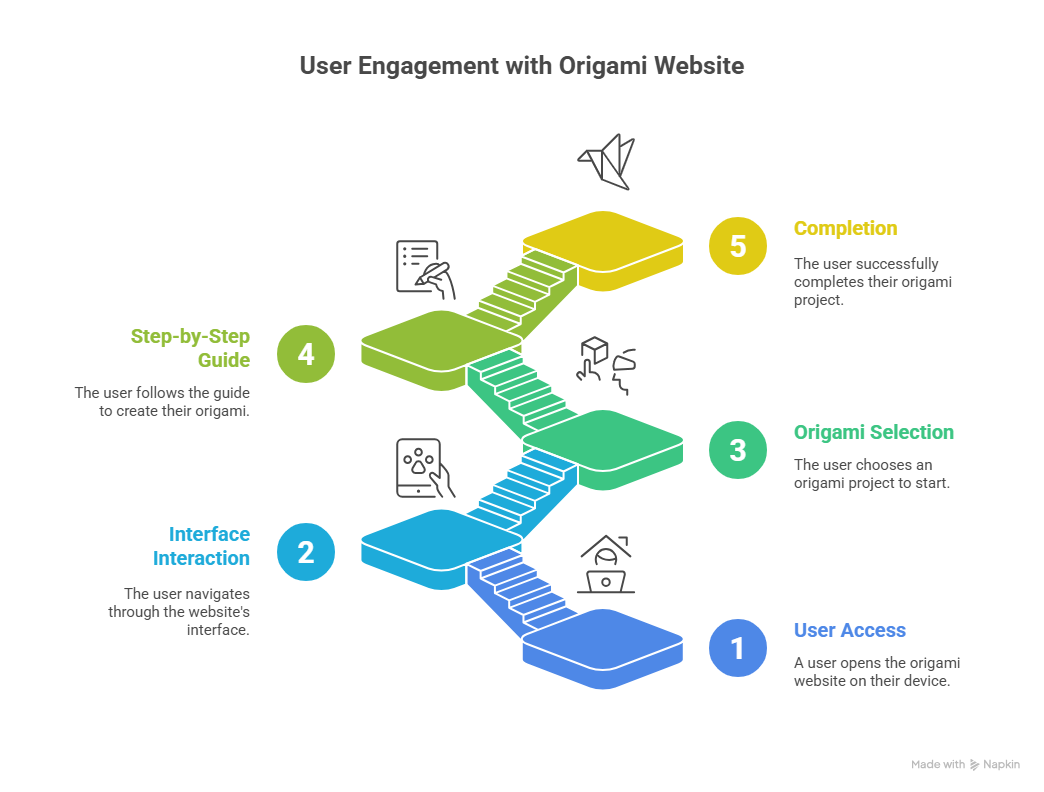 User Engagement with Origami Website
5
Completion
The user successfully
completes their origami
project.
Step-by-Step
Guide
4
The user follows the guide
to create their origami.
3
Origami Selection
The user chooses an
origami project to start.
Interface
Interaction
2
The user navigates
through the website's
interface.
1
User Access
A user opens the origami
website on their device.
Made with Napkin